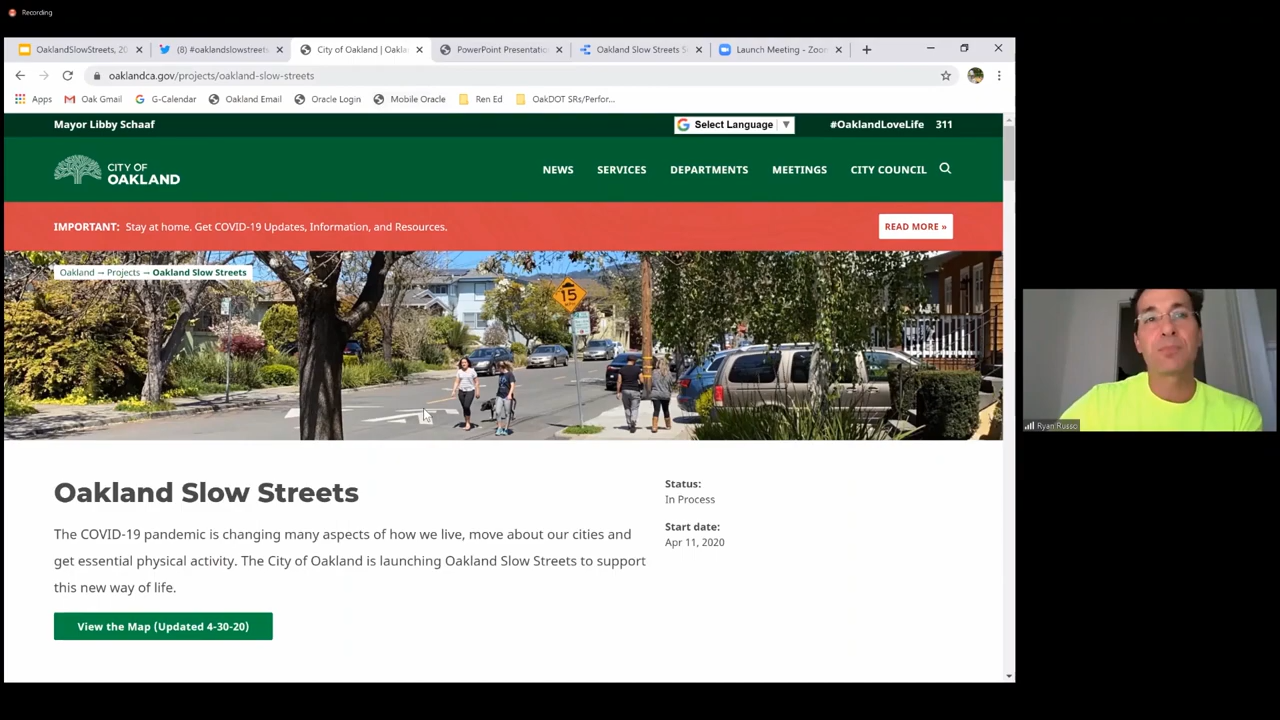 Recording
OaklandSlowStreets, 20
(8) #oaklandslowstreets
City of Oakland | Oakla
PowerPoint Presentatio
Oakland Slow Streets S
Launch Meeting - Zoo
oaklandca.gov/projects/oakland-slow-streets
Apps
Oak Gmail
G-Calendar
Oakland Email
Oracle Login
Mobile Oracle
Ren Ed
OakDOT SRs/Perfor...
Mayor Libby Schaaf
Select Language
#OaklandLoveLife
311
CITY OF
OAKLAND
NEWS
SERVICES
DEPARTMENTS
MEETINGS
CITY COUNCIL
IMPORTANT: Stay at home. Get COVID-19 Updates, Information, and Resources.
READ MORE »
Oakland → Projects → Oakland Slow Streets
15
Oakland Slow Streets
The COVID-19 pandemic is changing many aspects of how we live, move about our cities and
get essential physical activity. The City of Oakland is launching Oakland Slow Streets to support
this new way of life.
View the Map (Updated 4-30-20)
Status:
In Process
Start date:
Apr 11, 2020
Ryan Russo